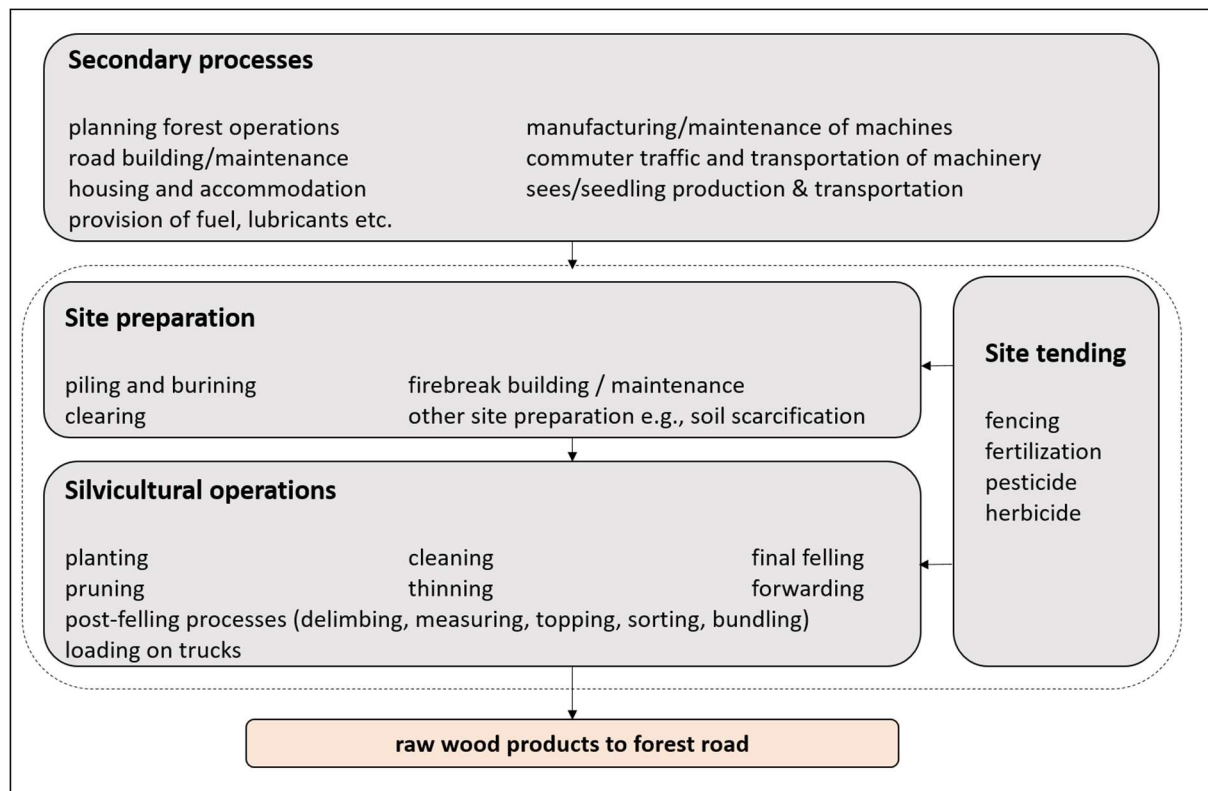 Secondary processes
planning forest operations
road building/maintenance
housing and accommodation
provision of fuel, lubricants etc.
manufacturing/maintenance of machines
commuter traffic and transportation of machinery
sees/seedling production & transportation
Site preparation
piling and burining
clearing
firebreak building / maintenance
other site preparation e.g., soil scarcification
Site tending
fencing
fertilization
pesticide
herbicide
Silvicultural operations
planting
pruning
cleaning
thinning
final felling
forwarding
post-felling processes (delimbing, measuring, topping, sorting, bundling)
loading on trucks
raw wood products to forest road